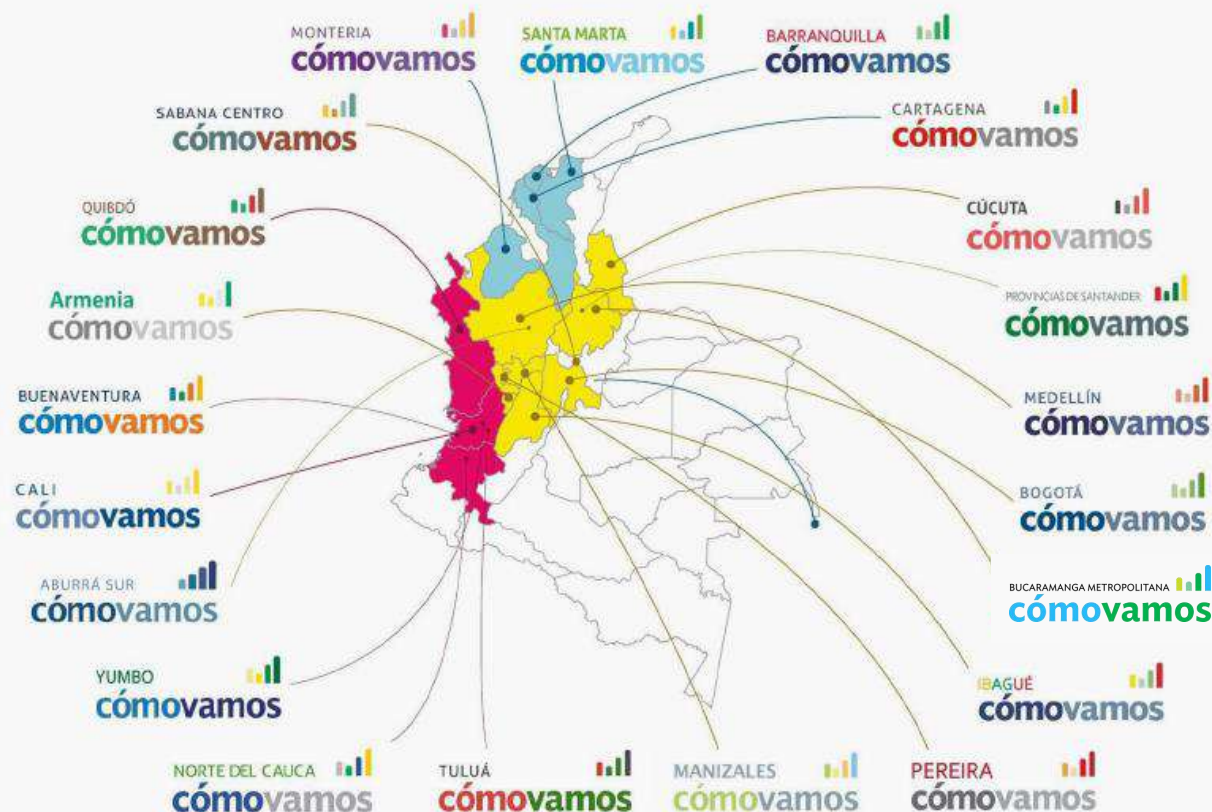 MONTERIA
cómovamos
SANTA MARTA
cómovamos
BARRANQUILLA
cómovamos
SABANA CENTRO
cómovamos
CARTAGENA
cómovamos
QUIBDÓ
cómovamos
CÚCUTA
cómovamos
Armenia
cómovamos
PROVINCIAS DE SANTANDER
cómovamos
BUENAVENTURA
cómovamos
MEDELLÍN
cómovamos
CALI
cómovamos
BOGOTÁ
cómovamos
ABURRÁ SUR
cómovamos
BUCARAMANGA METROPOLITANA
cómovamos
YUMBO
cómovamos
IBAGUÉ
cómovamos
NORTE DEL CAUCA
cómovamos
TULUÁ
cómovamos
MANIZALES
cómovamos
PEREIRA
cómovamos